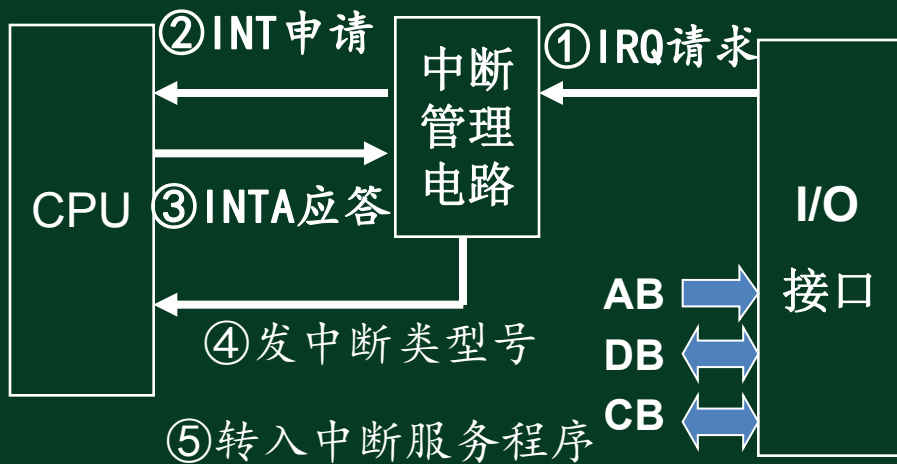 ②INT申请
①IRQ请求
中断
管理
电路
CPU
③INTA应答
I/O
接口
AB
④发中断类型号
DB
CB
⑤转入中断服务程序